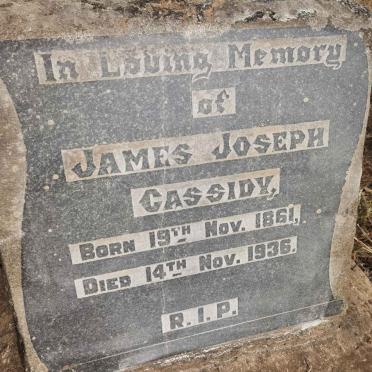 In Loving Memory
of
JAMES JOSEPH
CASSIDY,
BORN 19TH NOV. 1861,
DIED 14TH NOV. 1936.
R.I.P.